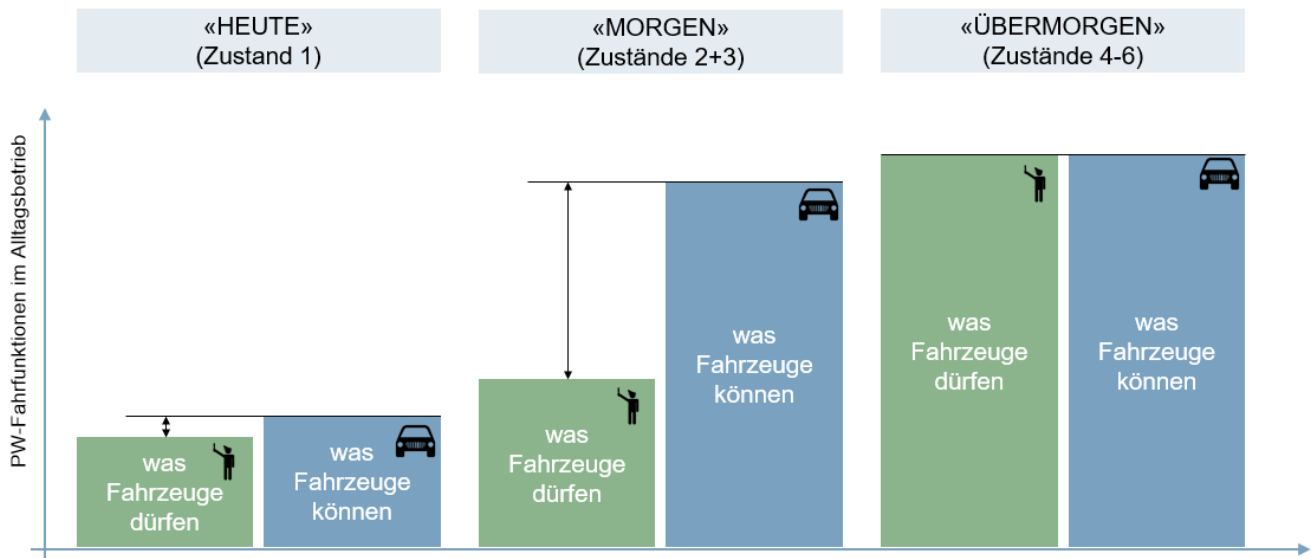 «HEUTE»
(Zustand 1)
«MORGEN»
(Zustände 2+3)
«ÜBERMORGEN»
(Zustände 4-6)
PW-Fahrfunktionen im Alltagsbetrieb
was
Fahrzeuge
dürfen
was
Fahrzeuge
können
was
Fahrzeuge
dürfen
was
Fahrzeuge
können
was
Fahrzeuge
dürfen
was
Fahrzeuge
können